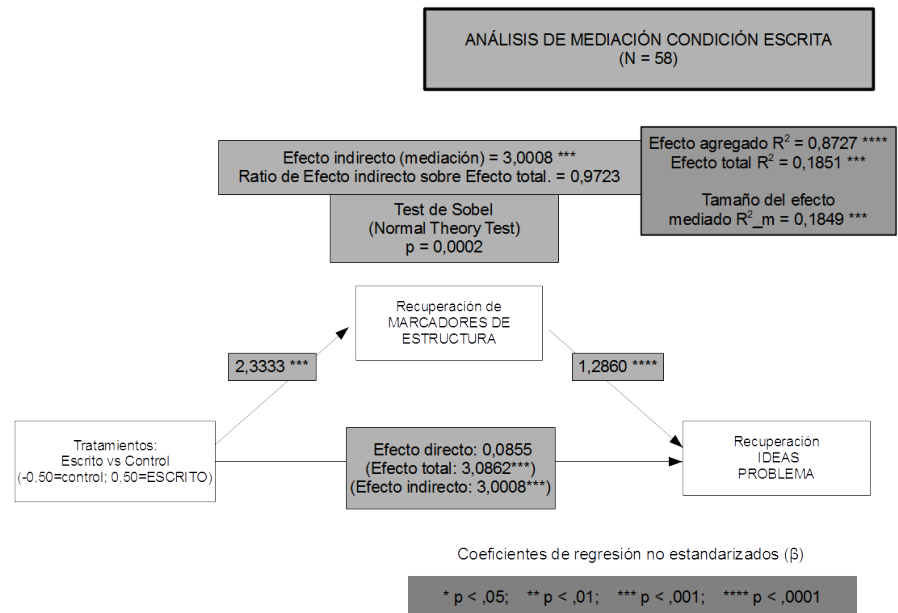 ANÁLISIS DE MEDIACIÓN CONDICIÓN ESCRITA
(N = 58)
Efecto indirecto (mediación) = 3,0008 ***
Ratio de Efecto indirecto sobre Efecto total. = 0,9723
Efecto agregado R² = 0,8727 ****
Efecto total R² = 0,1851 ***
Tamaño del efecto
mediado R²_m = 0,1849 ***
Test de Sobel
(Normal Theory Test)
p = 0,0002
Recuperación de
MARCADORES DE
ESTRUCTURA
2,3333 ***
1,2860 ****
Tratamientos:
Escrito vs Control
(-0.50=control; 0,50=ESCRITO)
Efecto directo: 0,0855
(Efecto total: 3,0862***)
(Efecto indirecto: 3,0008***)
Recuperación
IDEAS
PROBLEMA
Coeficientes de regresión no estandarizados (β)
* p < ,05; ** p < ,01; *** p < ,001; **** p < ,0001